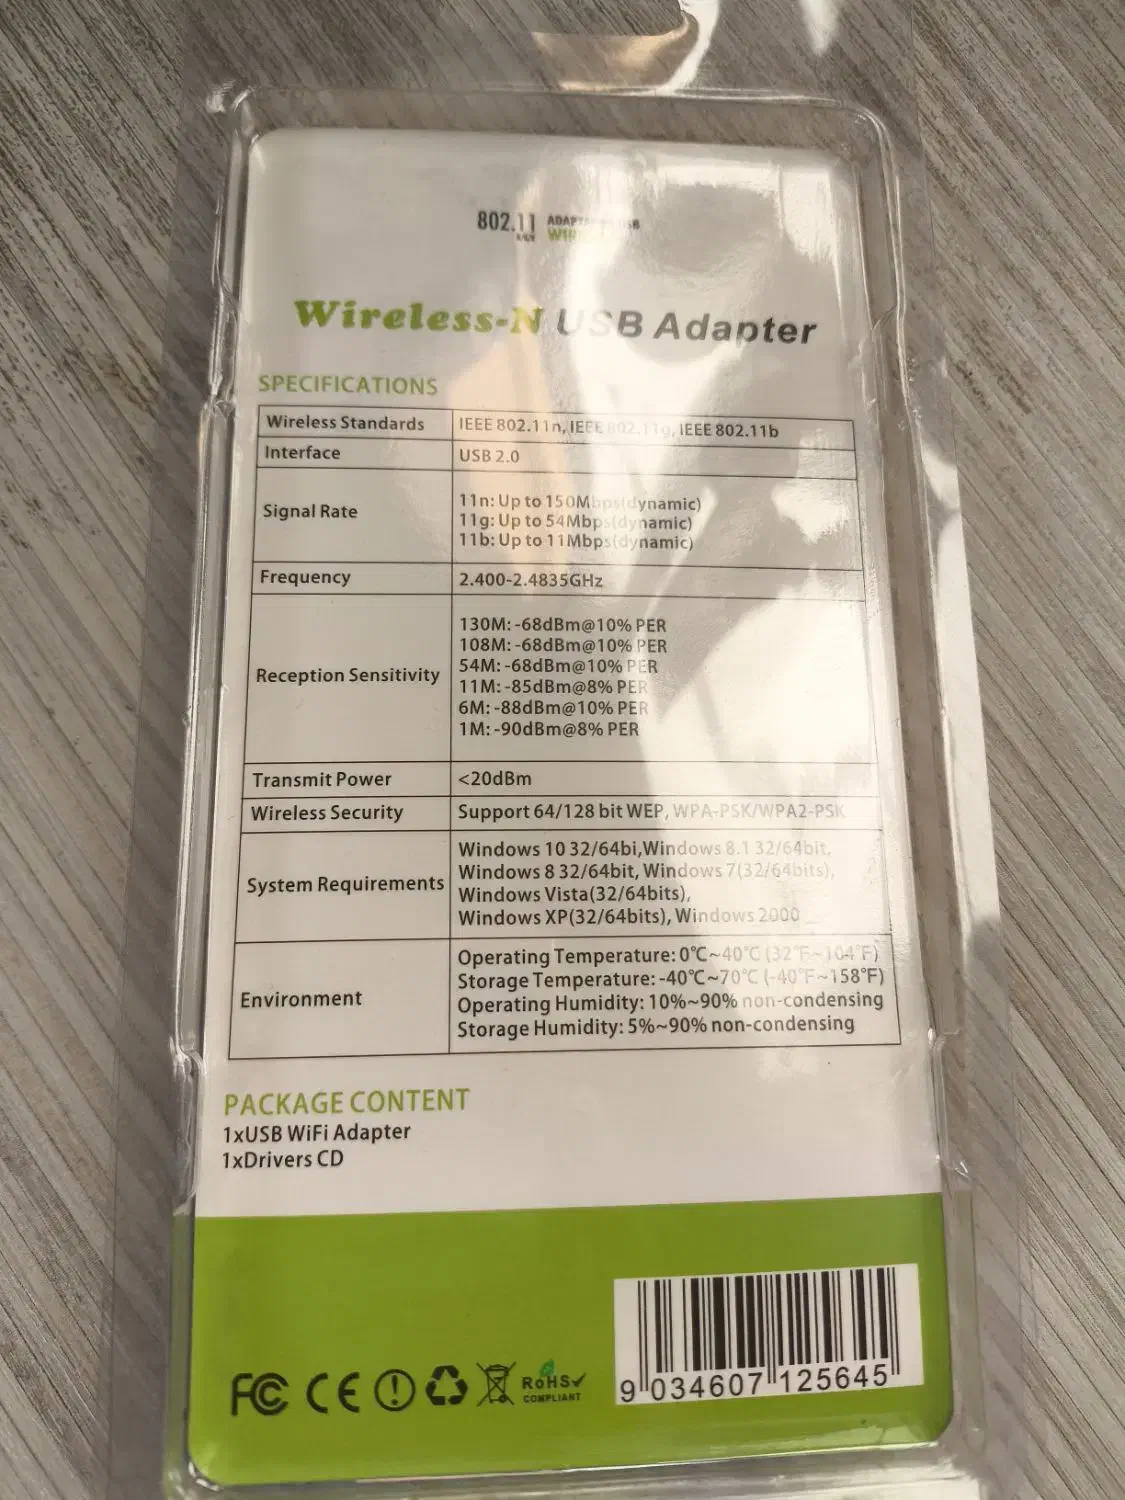 802.11
WIRELESS-N USB Adapter
SPECIFICATIONS
Wireless Standards IEEE 802.11n, IEEE 802.11g, IEEE 802.11b
Interface USB 2.0
Signal Rate
11n: Up to 150Mbps(dynamic)
11g: Up to 54Mbps(dynamic)
11b: Up to 11Mbps(dynamic)
Frequency 2.400-2.4835GHz
Reception Sensitivity
130M: -68dBm@10% PER
108M: -68dBm@10% PER
54M: -68dBm@10% PER
11M: -85dBm@8% PER
6M: -88dBm@10% PER
1M: -90dBm@8% PER
Transmit Power <20dBm
Wireless Security Support 64/128 bit WEP, WPA-PSK/WPA2-PSK
System Requirements
Windows 10 32/64bi,Windows 8.1 32/64bit,
Windows 8 32/64bit, Windows 7(32/64bits),
Windows Vista(32/64bits),
Windows XP(32/64bits), Windows 2000
Environment
Operating Temperature: 0℃~40℃ (32℉~104℉)
Storage Temperature: -40℃~70℃ (-40℉~158℉)
Operating Humidity: 10%~90% non-condensing
Storage Humidity: 5%~90% non-condensing
PACKAGE CONTENT
1xUSB WiFi Adapter
1xDrivers CD
FC CE RoHS
COMPLIANT
9 034607 125645